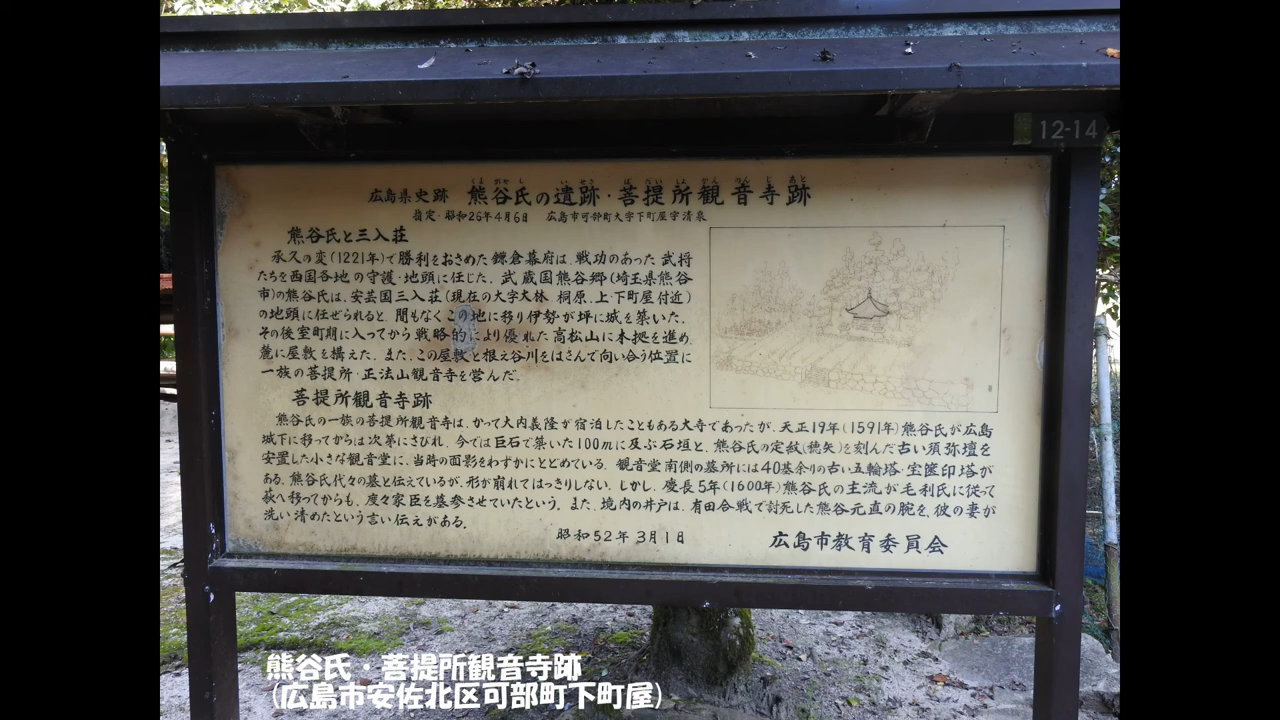 12-14
くまがやし いせき ぼだいしょかんのんじあと
広島県史跡 熊谷氏の遺跡・菩提所観音寺跡
指定・昭和26年4月6日 広島市可部町大字下町屋字清泉
熊谷氏と三入荘
承久の変(1221年)で勝利をおさめた鎌倉幕府は、戦功のあった武将
たちを西国各地の守護・地頭に任じた。武蔵国熊谷郷(埼玉県熊谷
市)の熊谷氏は、安芸国三入荘(現在の大字大林、桐原、上・下町屋付近)
の地頭に任ぜられると、間もなくこの地に移り伊勢が坪に城を築いた。
その後室町期に入ってから戦略的により優れた高松山に本拠を進め、
麓に屋敷を構えた。また、この屋敷と根之谷川をはさんで向い合う位置に
一族の菩提所・正法山観音寺を営んだ。
菩提所観音寺跡
熊谷氏の一族の菩提所観音寺は、かって大内義隆が宿泊したこともある大寺であったが、天正19年(1591年)熊谷氏が広島
城下に移ってからは次第にさびれ、今では巨石で築いた100mに及ぶ石垣と、熊谷氏の定紋(穂矢)を刻んだ古い須弥壇を
安置した小さな観音堂に、当時の面影をわずかにとどめている。観音堂南側の墓所には40基余りの古い五輪塔・宝篋印塔が
ある。熊谷氏代々の墓と伝えているが、形が崩れてはっきりしない。しかし、慶長5年(1600年)熊谷氏の主流が毛利氏に従って
萩へ移ってからも、度々家臣を墓参させていたという。また、境内の井戸は、有田合戦で討死した熊谷元直の腕を、彼の妻が
洗い清めたという言い伝えがある。
昭和52年3月1日 広島市教育委員会
熊谷氏・菩提所観音寺跡
(広島市安佐北区可部町下町屋)